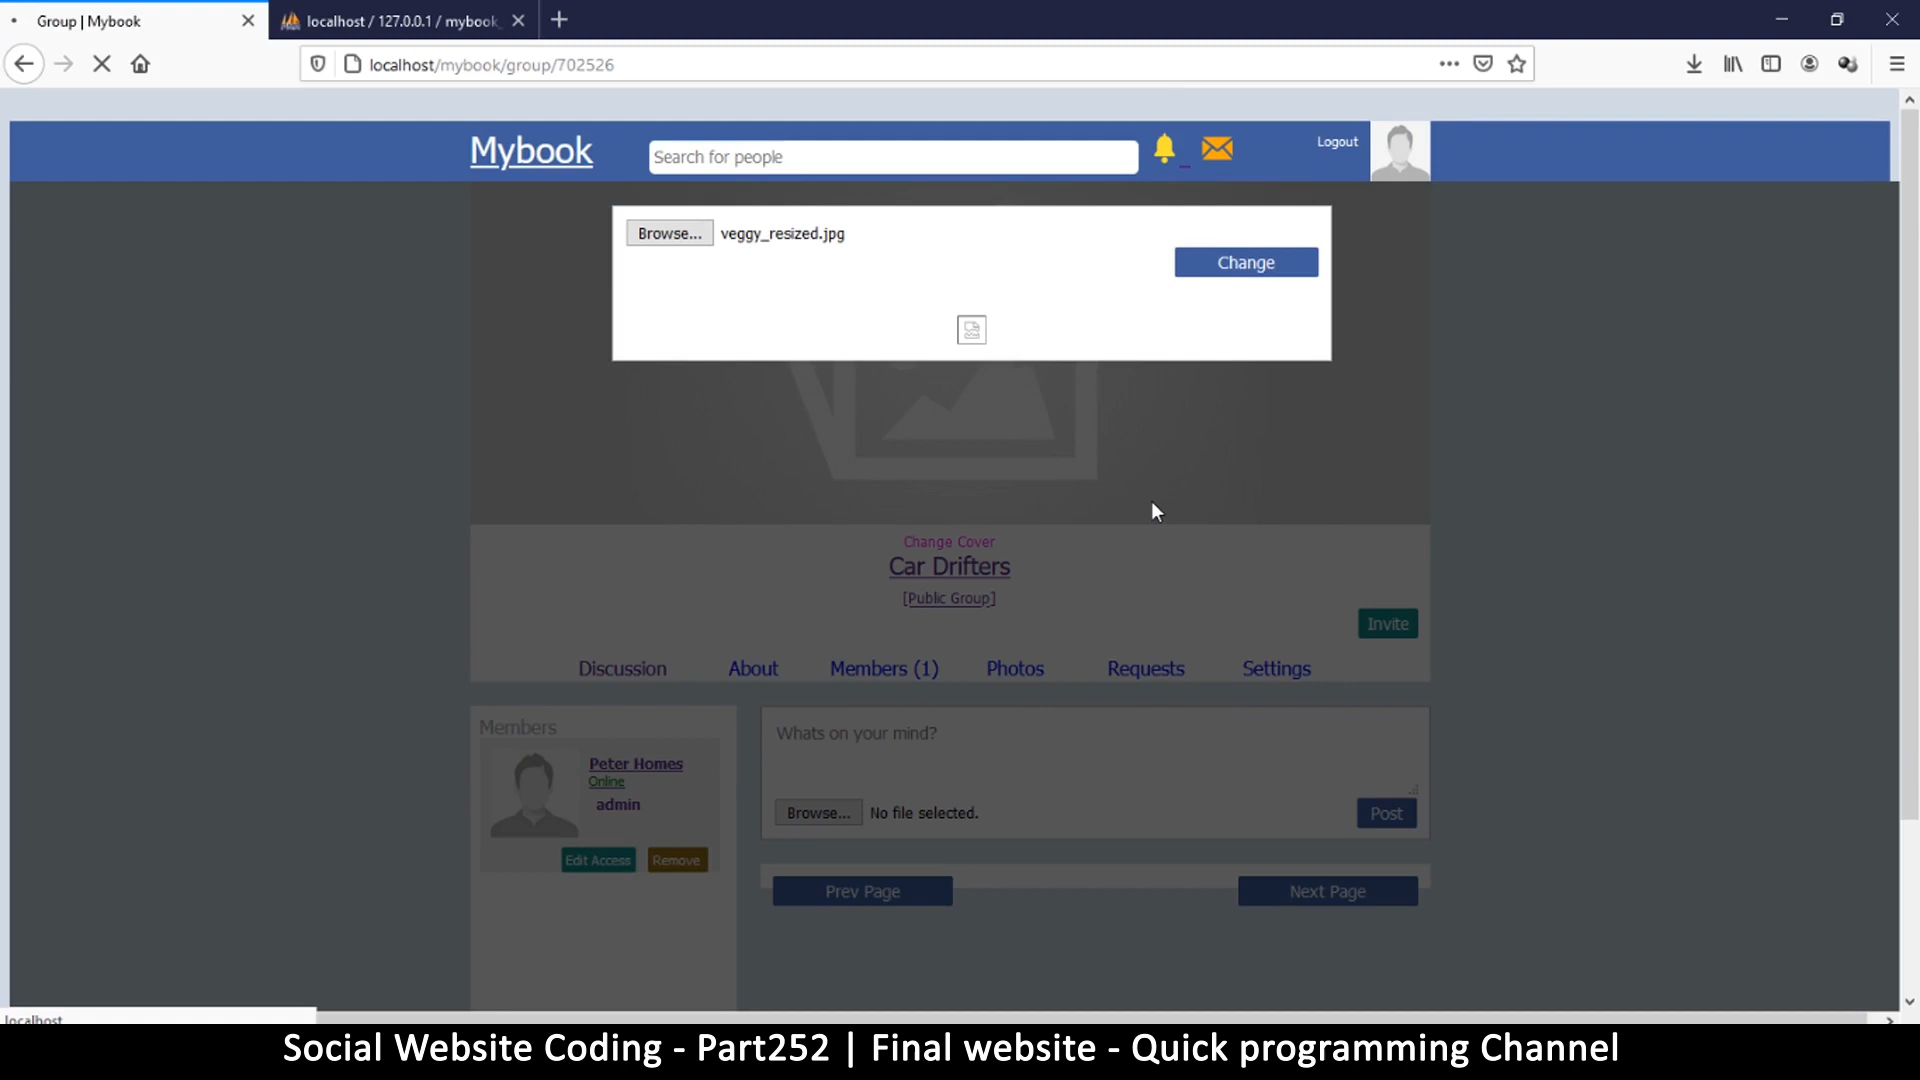 Group | Mybook
localhost / 127.0.0.1 / mybook
localhost/mybook/group/702526
Mybook
Search for people
Logout
Browse...
veggy_resized.jpg
Change
Change Cover
Car Drifters
[Public Group]
Invite
Discussion
About
Members (1)
Photos
Requests
Settings
Members
Peter Homes
Online
admin
Edit Access
Remove
Whats on your mind?
Browse...
No file selected.
Post
Prev Page
Next Page
localhost
Social Website Coding - Part252 | Final website - Quick programming Channel